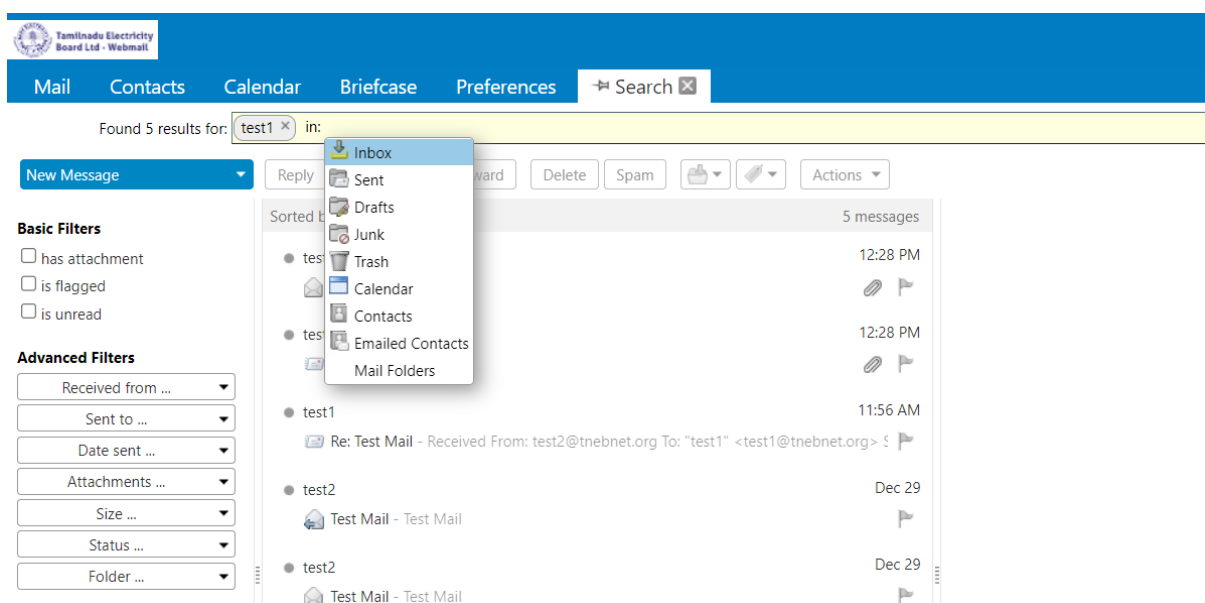 Tamilnadu Electricity
Board Ltd - Webmail
Mail Contacts Calendar Briefcase Preferences Search
Found 5 results for: test1 × in:
Inbox
Sent
Drafts
Junk
Trash
Calendar
Contacts
Emailed Contacts
Mail Folders
New Message Reply ward Delete Spam Actions
Basic Filters
has attachment
is flagged
is unread
Advanced Filters
Received from ...
Sent to ...
Date sent ...
Attachments ...
Size ...
Status ...
Folder ...
Sorted b 5 messages
tes 12:28 PM
tes 12:28 PM
test1 11:56 AM
Re: Test Mail - Received From: test2@tnebnet.org To: "test1" <test1@tnebnet.org> S
test2 Dec 29
Test Mail - Test Mail
test2 Dec 29
Test Mail - Test Mail